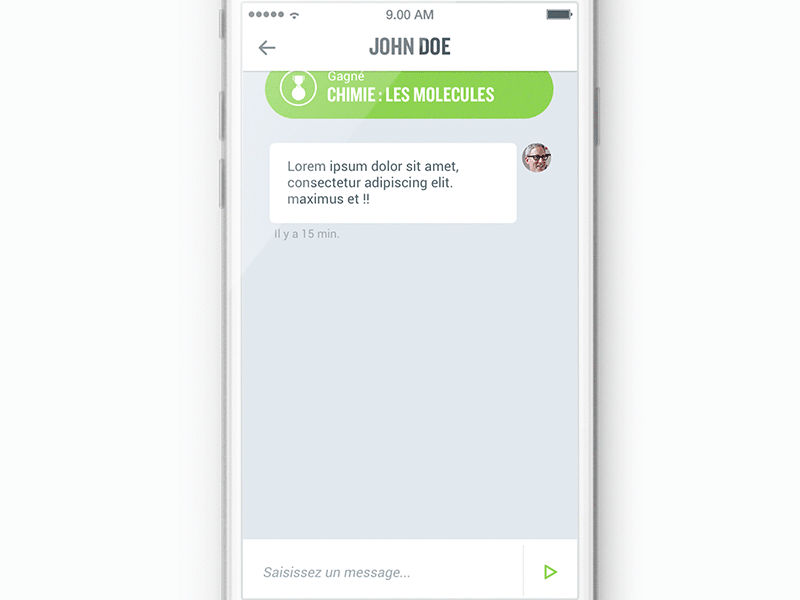 9.00 AM
JOHN DOE
Gagné
CHIMIE : LES MOLECULES
Lorem ipsum dolor sit amet,
consectetur adipiscing elit.
maximus et !!
Il y a 15 min.
Saisissez un message...